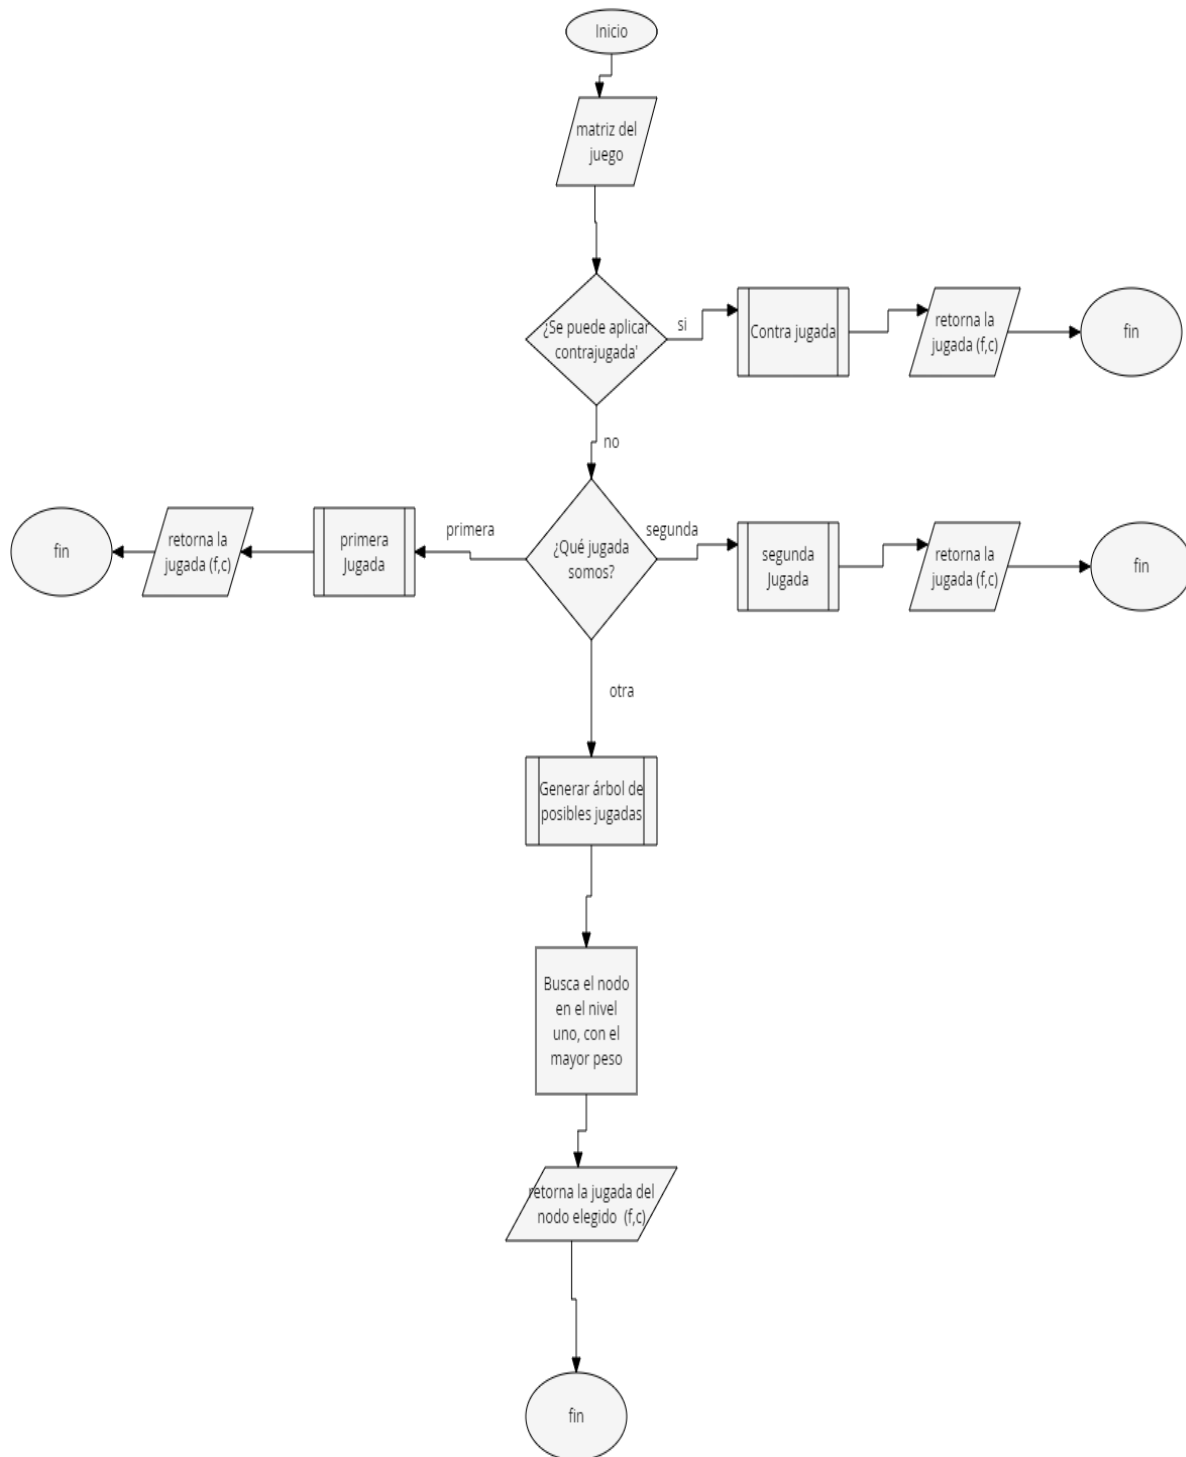 Inicio
matriz del
juego
¿Se puede aplicar
contrajugada'
si
Contra jugada
retorna la
jugada (f,c)
fin
no
fin
retorna la
jugada (f,c)
primera
Jugada
primera
¿Qué jugada
somos?
segunda
segunda
Jugada
retorna la
jugada (f,c)
fin
otra
Generar árbol de
posibles jugadas
Busca el nodo
en el nivel
uno, con el
mayor peso
retorna la jugada del
nodo elegido (f,c)
fin